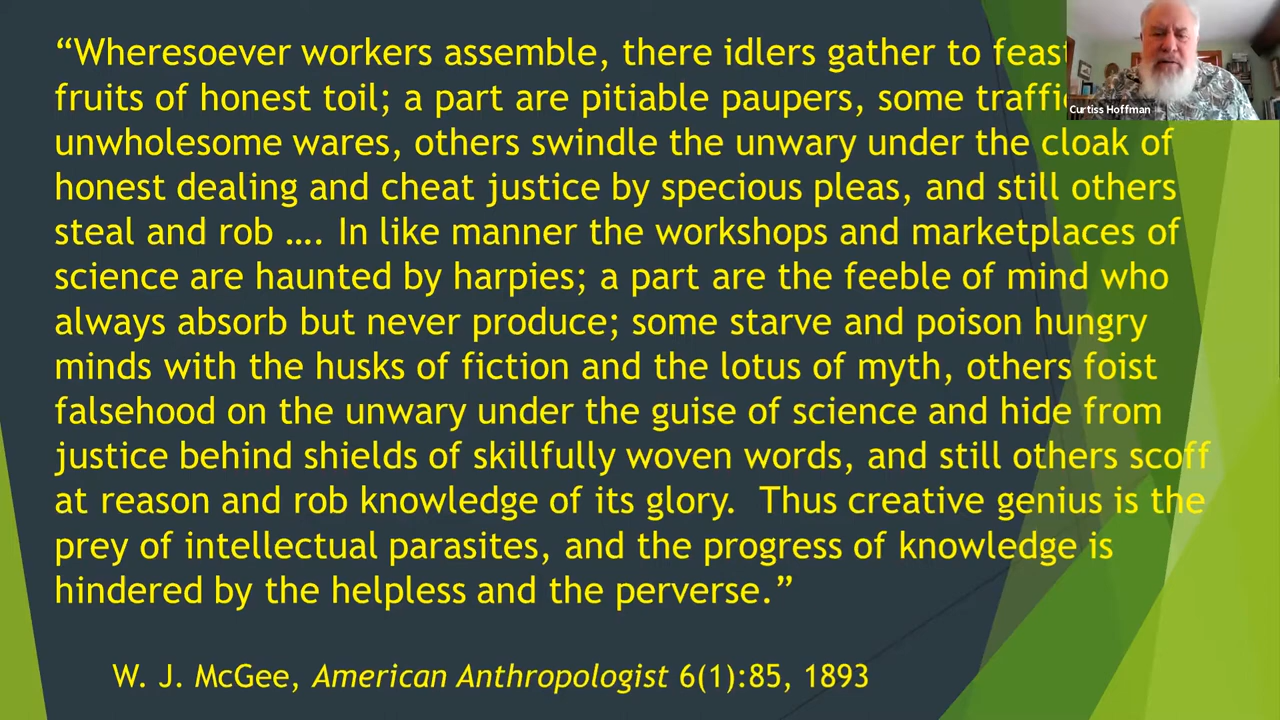 “Wheresoever workers assemble, there idlers gather to feast
fruits of honest toil; a part are pitiable paupers, some
unwholesome wares, others swindle the unwary under the cloak of
honest dealing and cheat justice by specious pleas, and still others
steal and rob …. In like manner the workshops and marketplaces of
science are haunted by harpies; a part are the feeble of mind who
always absorb but never produce; some starve and poison hungry
minds with the husks of fiction and the lotus of myth, others foist
falsehood on the unwary under the guise of science and hide from
justice behind shields of skillfully woven words, and still others scoff
at reason and rob knowledge of its glory.  Thus creative genius is the
prey of intellectual parasites, and the progress of knowledge is
hindered by the helpless and the perverse.”
W. J. McGee, American Anthropologist 6(1):85, 1893
Curtiss Hoffman